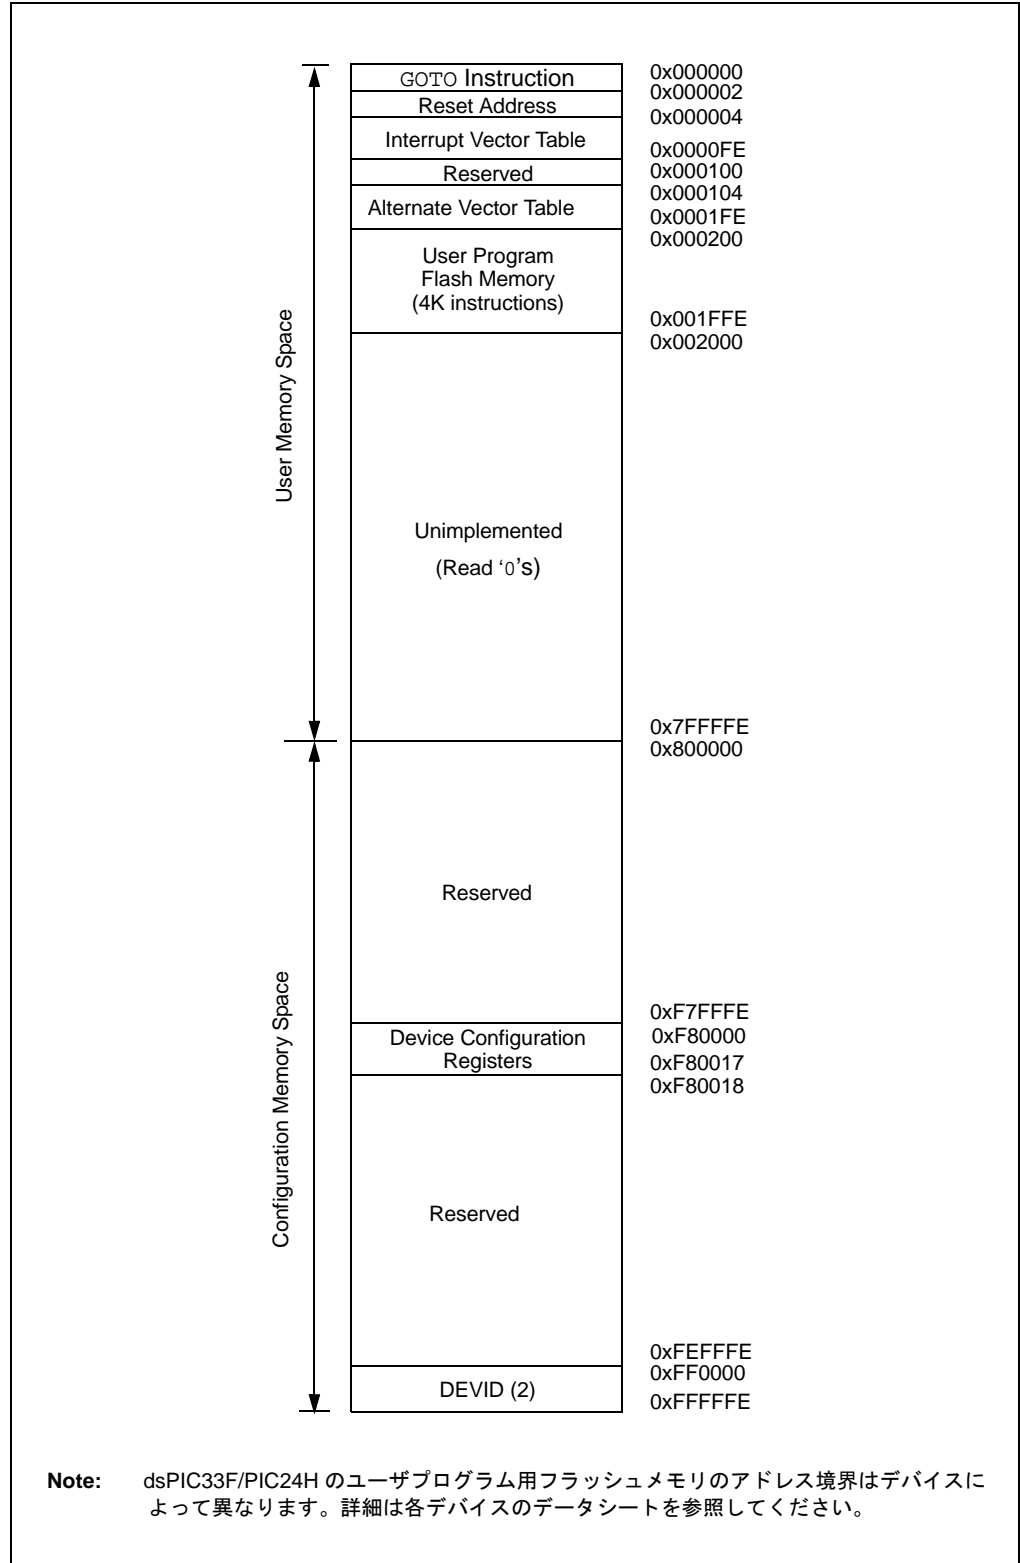 GOTO Instruction
0x000000
0x000002
Reset Address
0x000004
Interrupt Vector Table
0x0000FE
Reserved
0x000100
0x000104
Alternate Vector Table
0x0001FE
0x000200
User Program
Flash Memory
(4K instructions)
0x001FFE
0x002000
User Memory Space
Unimplemented
(Read ‘0’s)
0x7FFFFE
0x800000
Reserved
Configuration Memory Space
0xF7FFFE
Device Configuration
Registers
0xF80000
0xF80017
0xF80018
Reserved
0xFEFFFE
0xFF0000
DEVID (2)
0xFFFFFE
Note: dsPIC33F/PIC24H のユーザプログラム用フラッシュメモリのアドレス境界はデバイスに
よって異なります。詳細は各デバイスのデータシートを参照してください。